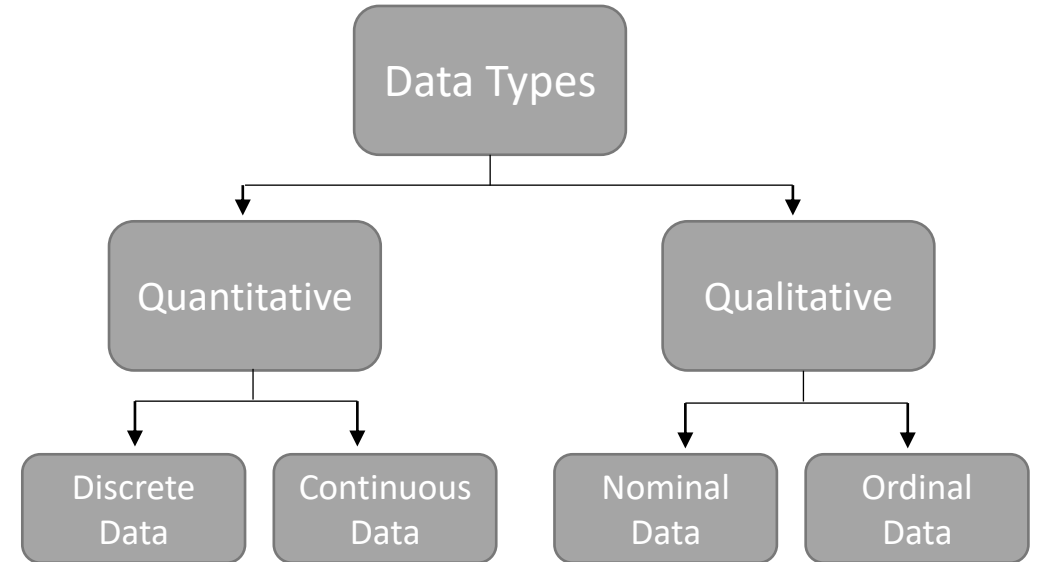 Data Types
Quantitative
Qualitative
Discrete
Data
Continuous
Data
Nominal
Data
Ordinal
Data